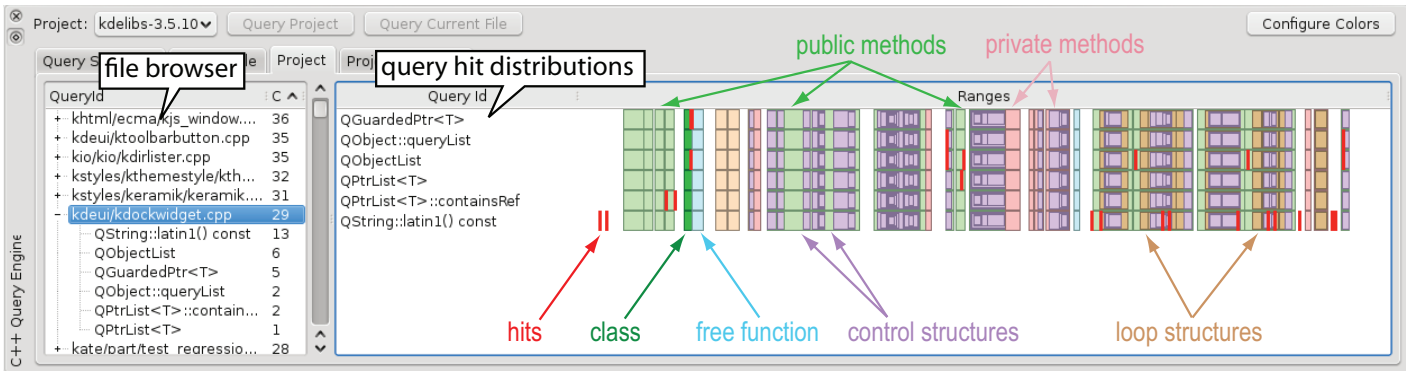 Project: kdelibs-3.5.10 Query Project Query Current File Configure Colors
public methods private methods
Query S le Project Proj
file browser query hit distributions
QueryId C Query Id Ranges
+ khtml/ecma/kjs_window.... 36
+ kdeui/ktoolbarbutton.cpp 35
+ kio/kio/kdirlister.cpp 35
+ kstyles/kthemestyle/kth... 32
+ kstyles/keramik/keramik.... 31
− kdeui/kdockwidget.cpp 29
QString::latin1() const 13
QObjectList 6
QGuardedPtr<T> 5
QObject::queryList 2
QPtrList<T>::contain... 2
QPtrList<T> 1
+ kate/part/test_regressio... 28
QGuardedPtr<T>
QObject::queryList
QObjectList
QPtrList<T>
QPtrList<T>::containsRef
QString::latin1() const
hits class free function control structures loop structures
C++ Query Engine